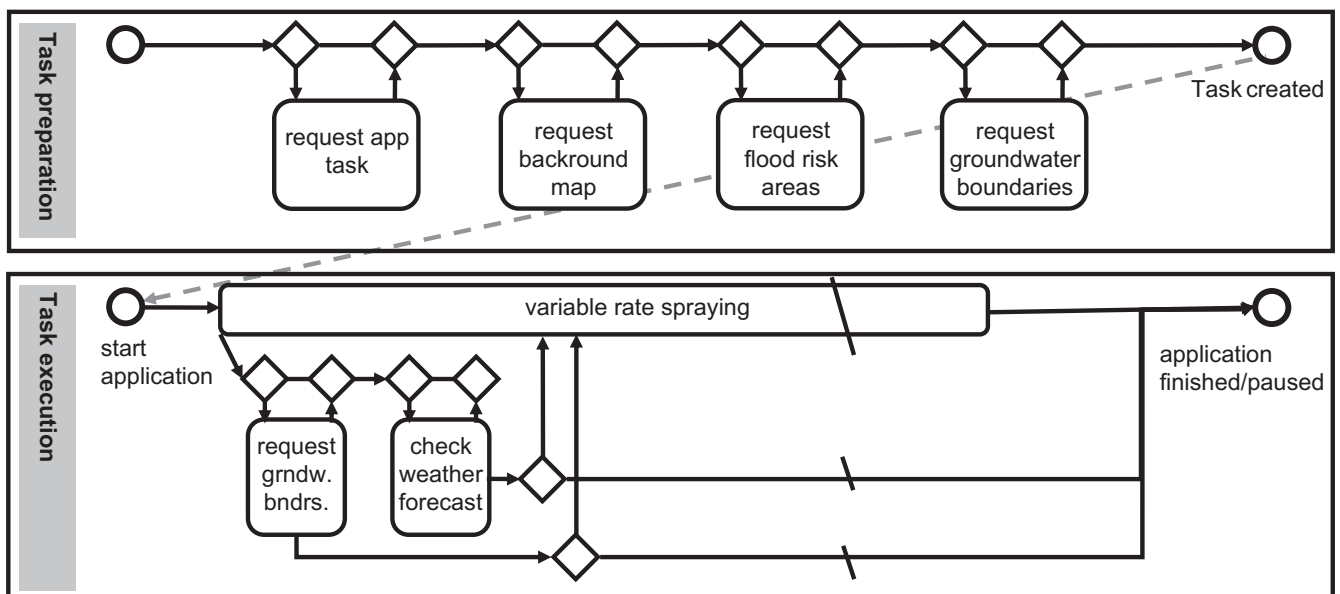 Task preparation
request app
task
request
backround
map
request
flood risk
areas
request
groundwater
boundaries
Task created
Task execution
start
application
variable rate spraying
request
grndw.
bndrs.
check
weather
forecast
application
finished/paused